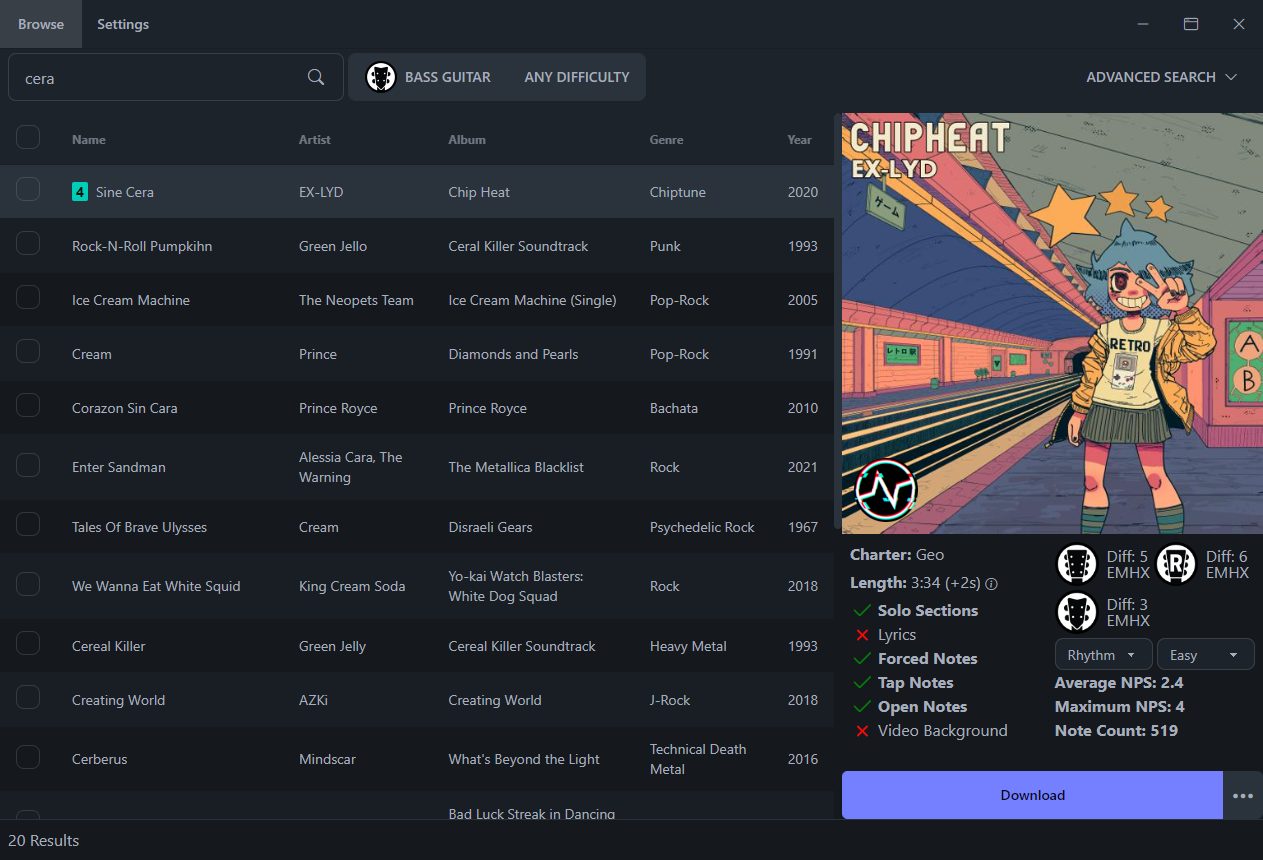 Browse
Settings
cera
BASS GUITAR
ANY DIFFICULTY
ADVANCED SEARCH
Name Artist Album Genre Year
4 Sine Cera EX-LYD Chip Heat Chiptune 2020
Rock-N-Roll Pumpkihn Green Jello Ceral Killer Soundtrack Punk 1993
Ice Cream Machine The Neopets Team Ice Cream Machine (Single) Pop-Rock 2005
Cream Prince Diamonds and Pearls Pop-Rock 1991
Corazon Sin Cara Prince Royce Prince Royce Bachata 2010
Enter Sandman Alessia Cara, The
Warning The Metallica Blacklist Rock 2021
Tales Of Brave Ulysses Cream Disraeli Gears Psychedelic Rock 1967
We Wanna Eat White Squid King Cream Soda Yo-kai Watch Blasters:
White Dog Squad Rock 2018
Cereal Killer Green Jelly Cereal Killer Soundtrack Heavy Metal 1993
Creating World AZKi Creating World J-Rock 2018
Cerberus Mindscar What's Beyond the Light Technical Death
Metal 2016
Bad Luck Streak in Dancing
20 Results
CHIPHEAT
EX-LYD
ゲーム
レトロ駅
RETRO
A
B
Charter: Geo
Length: 3:34 (+2s)
Solo Sections
Lyrics
Forced Notes
Tap Notes
Open Notes
Video Background
Diff: 5
EMHX
R
Diff: 6
EMHX
Diff: 3
EMHX
Rhythm
Easy
Average NPS: 2.4
Maximum NPS: 4
Note Count: 519
Download